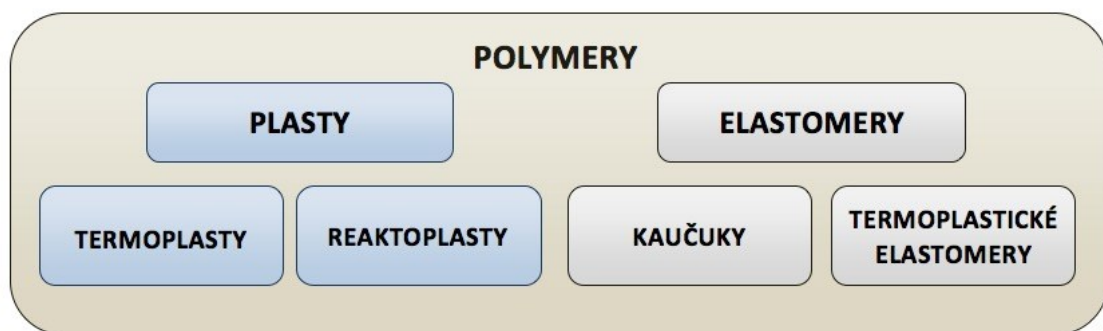 POLYMERY
PLASTY
ELASTOMERY
TERMOPLASTY
REAKTOPLASTY
KAUČUKY
TERMOPLASTICKÉ
ELASTOMERY